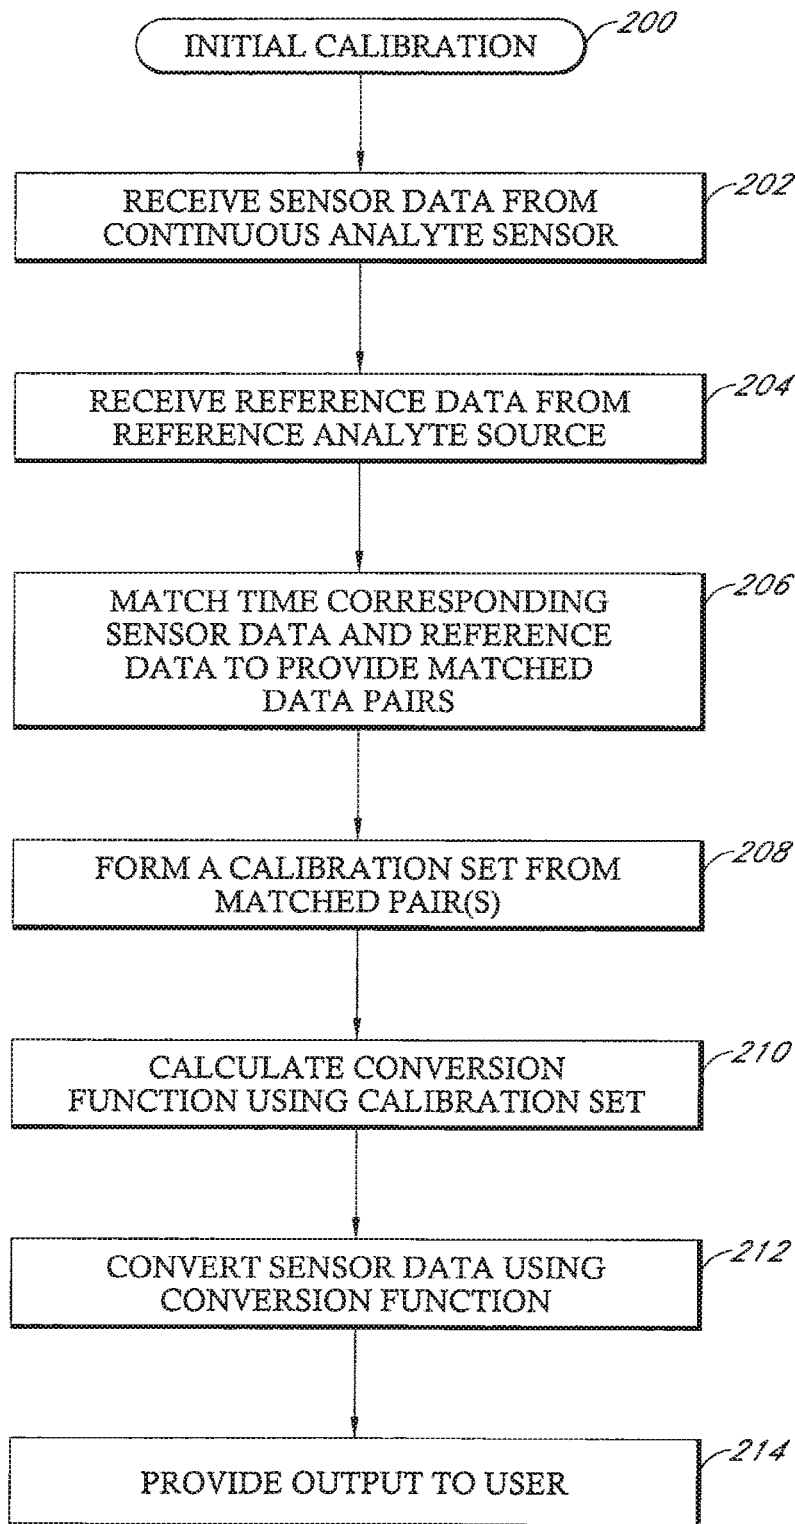 INITIAL CALIBRATION
200
RECEIVE SENSOR DATA FROM
CONTINUOUS ANALYTE SENSOR
202
RECEIVE REFERENCE DATA FROM
REFERENCE ANALYTE SOURCE
204
MATCH TIME CORRESPONDING
SENSOR DATA AND REFERENCE
DATA TO PROVIDE MATCHED
DATA PAIRS
206
FORM A CALIBRATION SET FROM
MATCHED PAIR(S)
208
CALCULATE CONVERSION
FUNCTION USING CALIBRATION SET
210
CONVERT SENSOR DATA USING
CONVERSION FUNCTION
212
PROVIDE OUTPUT TO USER
214